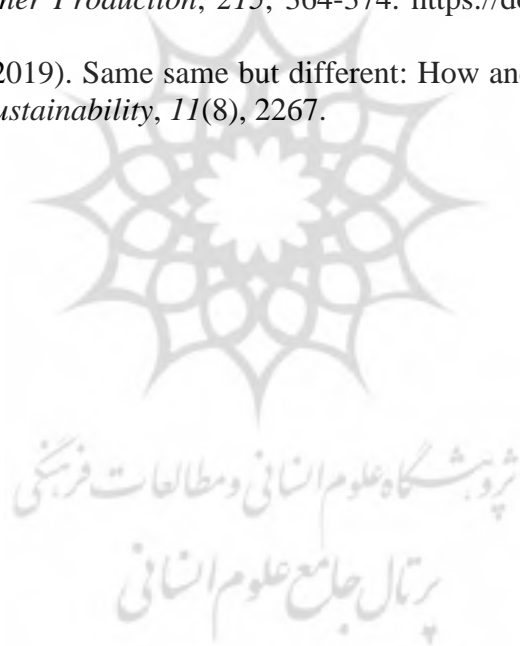 ner Production, 215, 364-374. https://do
2019). Same same but different: How and
ustainability, 11(8), 2267.
پژوهشگاه علوم انسانی و مطالعات فرهنگی
پرتال جامع علوم انسانی